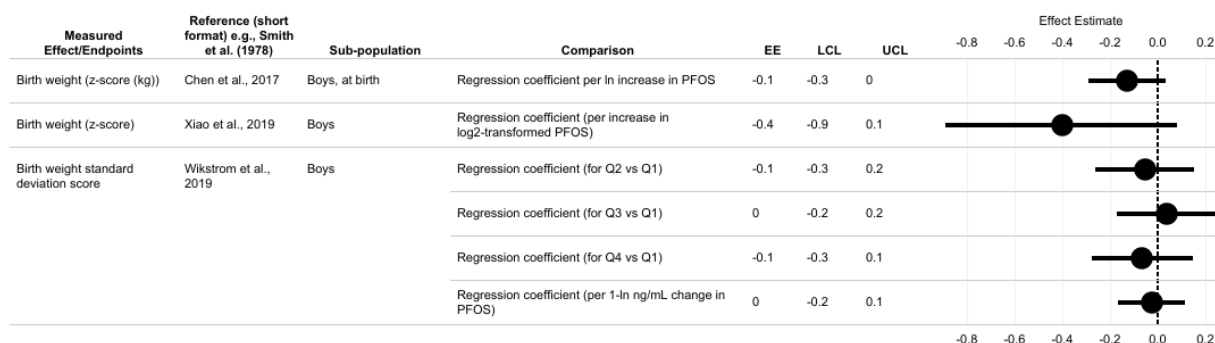 Measured Effect/Endpoints
Reference (short format) e.g., Smith et al. (1978)
Sub-population
Comparison
EE
LCL
UCL
Effect Estimate
-0.8 -0.6 -0.4 -0.2 0.0 0.2
Birth weight (z-score (kg)) Chen et al., 2017 Boys, at birth Regression coefficient per ln increase in PFOS -0.1 -0.3 0
Birth weight (z-score) Xiao et al., 2019 Boys Regression coefficient (per increase in log2-transformed PFOS) -0.4 -0.9 0.1
Birth weight standard deviation score Wikstrom et al., 2019 Boys Regression coefficient (for Q2 vs Q1) -0.1 -0.3 0.2
Regression coefficient (for Q3 vs Q1) 0 -0.2 0.2
Regression coefficient (for Q4 vs Q1) -0.1 -0.3 0.1
Regression coefficient (per 1-ln ng/mL change in PFOS) 0 -0.2 0.1
-0.8 -0.6 -0.4 -0.2 0.0 0.2